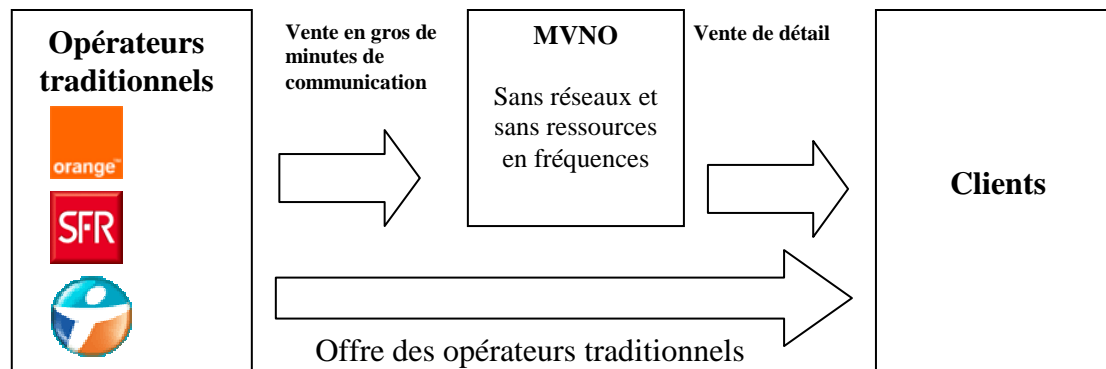 Opérateurs
traditionnels
orange™
SFR
Vente en gros de
minutes de
communication
MVNO
Sans réseaux et
sans ressources
en fréquences
Vente de détail
Clients
Offre des opérateurs traditionnels